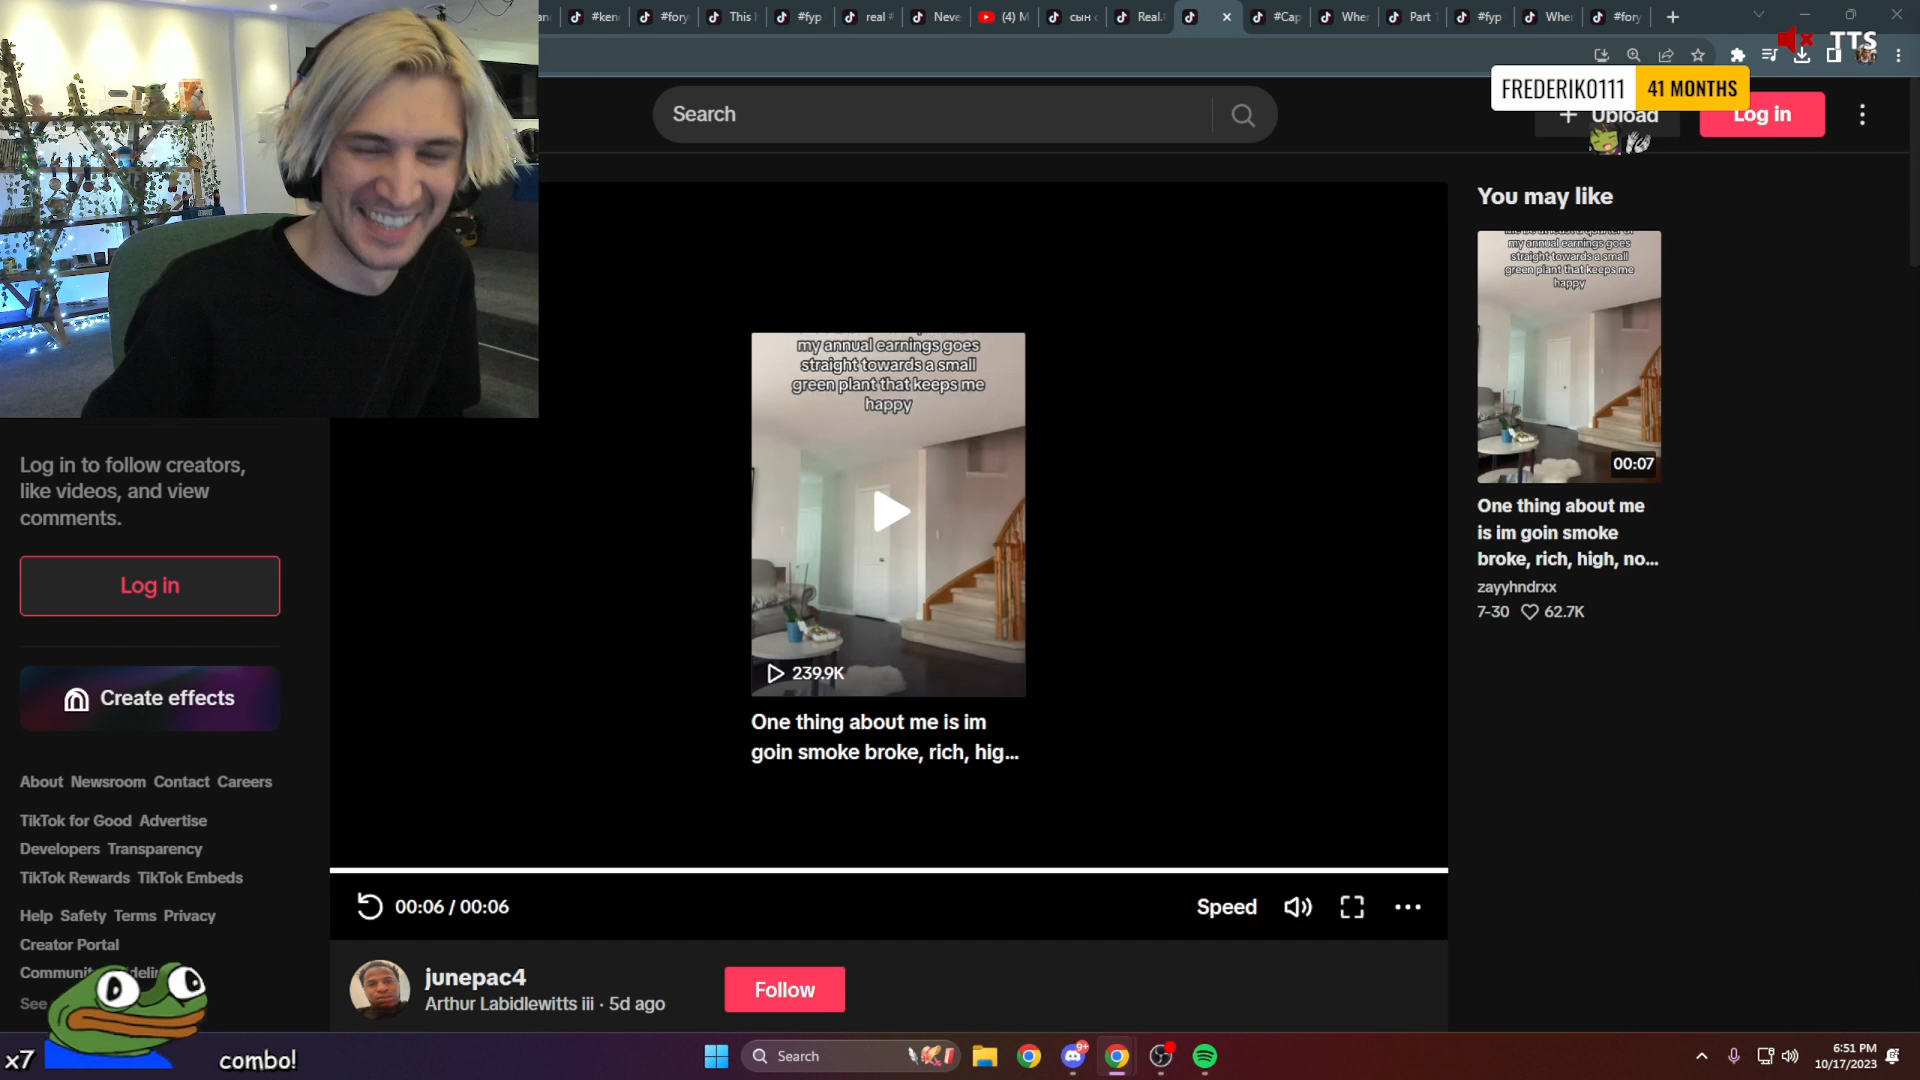 #ken
#fory
This I
#fyp
real #
Neve
(4) M
сын с
Real.
#Cap
Wher
Part 1
#fyp
Wher
#fory
TTS
FREDERIK0111 41 MONTHS
Search
Upload
Log in
You may like
my annual earnings goes
straight towards a small
green plant that keeps me
happy
00:07
One thing about me
is im goin smoke
broke, rich, high, no...
zayyhndrxx
7-30 62.7K
my annual earnings goes
straight towards a small
green plant that keeps me
happy
239.9K
One thing about me is im
goin smoke broke, rich, hig...
Log in to follow creators,
like videos, and view
comments.
Log in
Create effects
About Newsroom Contact Careers
TikTok for Good Advertise
Developers Transparency
TikTok Rewards TikTok Embeds
Help Safety Terms Privacy
Creator Portal
See
00:06 / 00:06
Speed
junepac4
Arthur Labidlewitts iii · 5d ago
Follow
x7 combo!
Search
9+
6:51 PM
10/17/2023